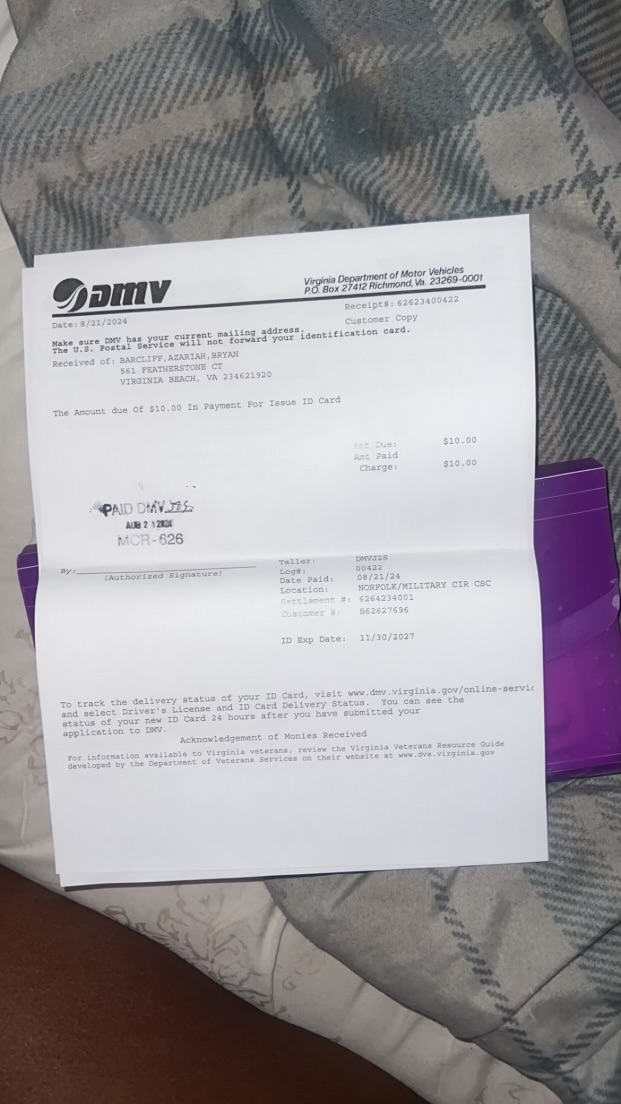 DMV
Virginia Department of Motor Vehicles
P.O. Box 27412 Richmond, Va. 23269-0001
Date: 8/21/2024
Receipt#: 62623400422
Customer Copy
Make sure DMV has your current mailing address.
The U.S. Postal Service will not forward your identification card.
Received of: BARCLIFF,AZARIAH,BRYAN
561 FEATHERSTONE CT
VIRGINIA BEACH, VA 234621920
The Amount due Of $10.00 In Payment For Issue ID Card
Amt Due: $10.00
Amt Paid
Charge: $10.00
PAID DMV
AUG 21 2024
MCR-626
By:
(Authorized Signature)
Teller: DMVJ2S
Log#: 00422
Date Paid: 08/21/24
Location: NORFOLK/MILITARY CIR CSC
Settlement #: 6264234001
Customer #: B62627696
ID Exp Date: 11/30/2027
To track the delivery status of your ID Card, visit www.dmv.virginia.gov/online-servic
and select Driver's License and ID Card Delivery Status. You can see the
status of your new ID Card 24 hours after you have submitted your
application to DMV.
Acknowledgement of Monies Received
For information available to Virginia veterans, review the Virginia Veterans Resource Guide
developed by the Department of Veterans Services on their website at www.dvs.virginia.gov